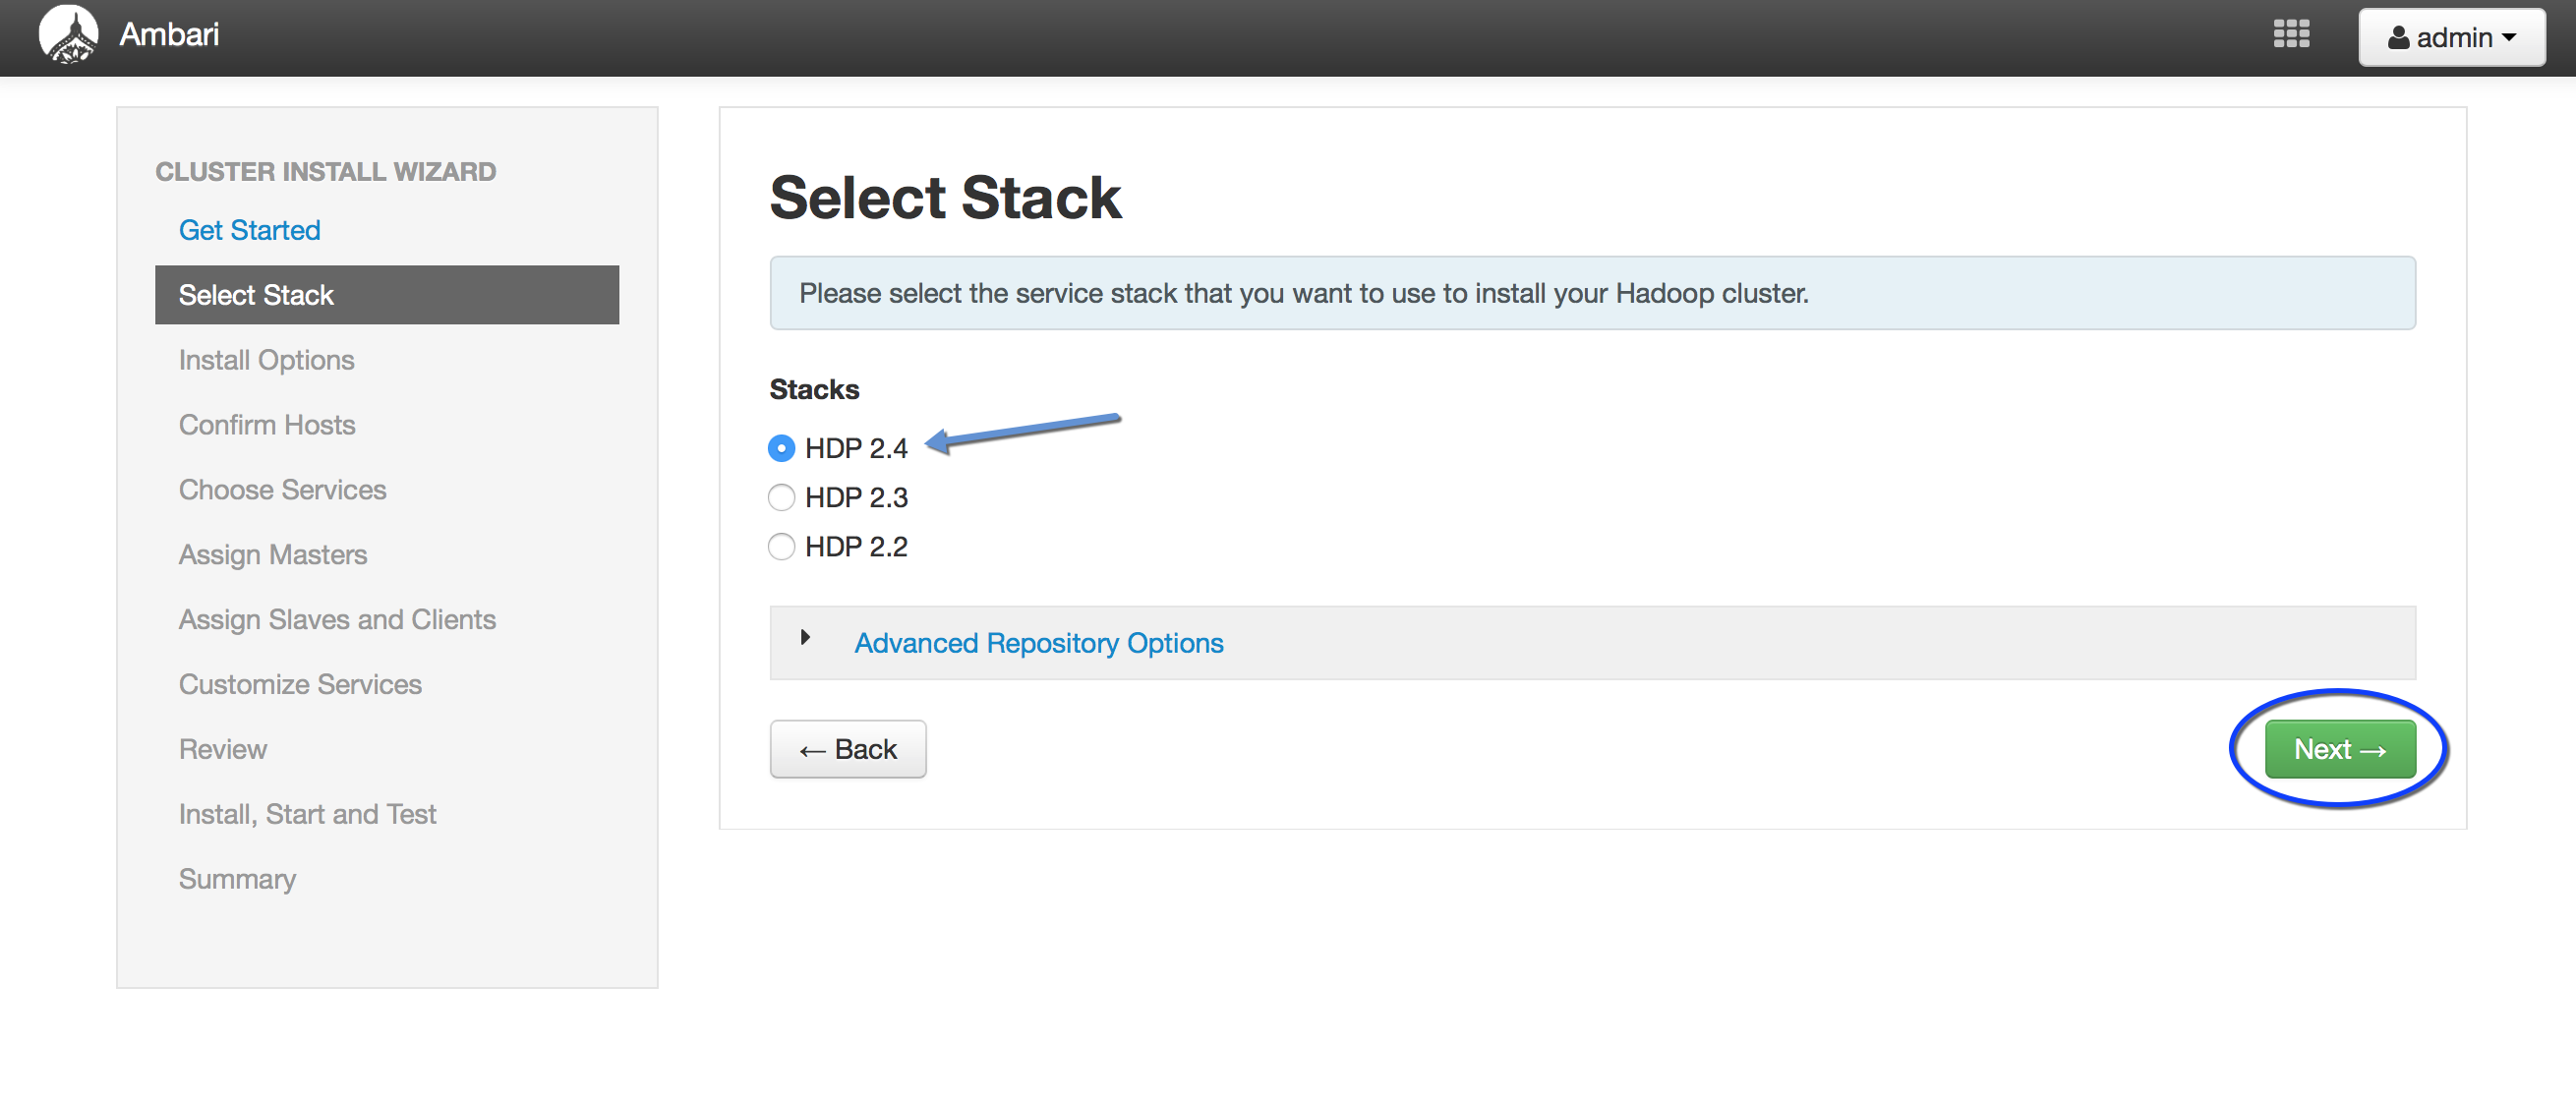 Ambari
admin
CLUSTER INSTALL WIZARD
Get Started
Select Stack
Install Options
Confirm Hosts
Choose Services
Assign Masters
Assign Slaves and Clients
Customize Services
Review
Install, Start and Test
Summary
Select Stack
Please select the service stack that you want to use to install your Hadoop cluster.
Stacks
HDP 2.4
HDP 2.3
HDP 2.2
Advanced Repository Options
← Back
Next →